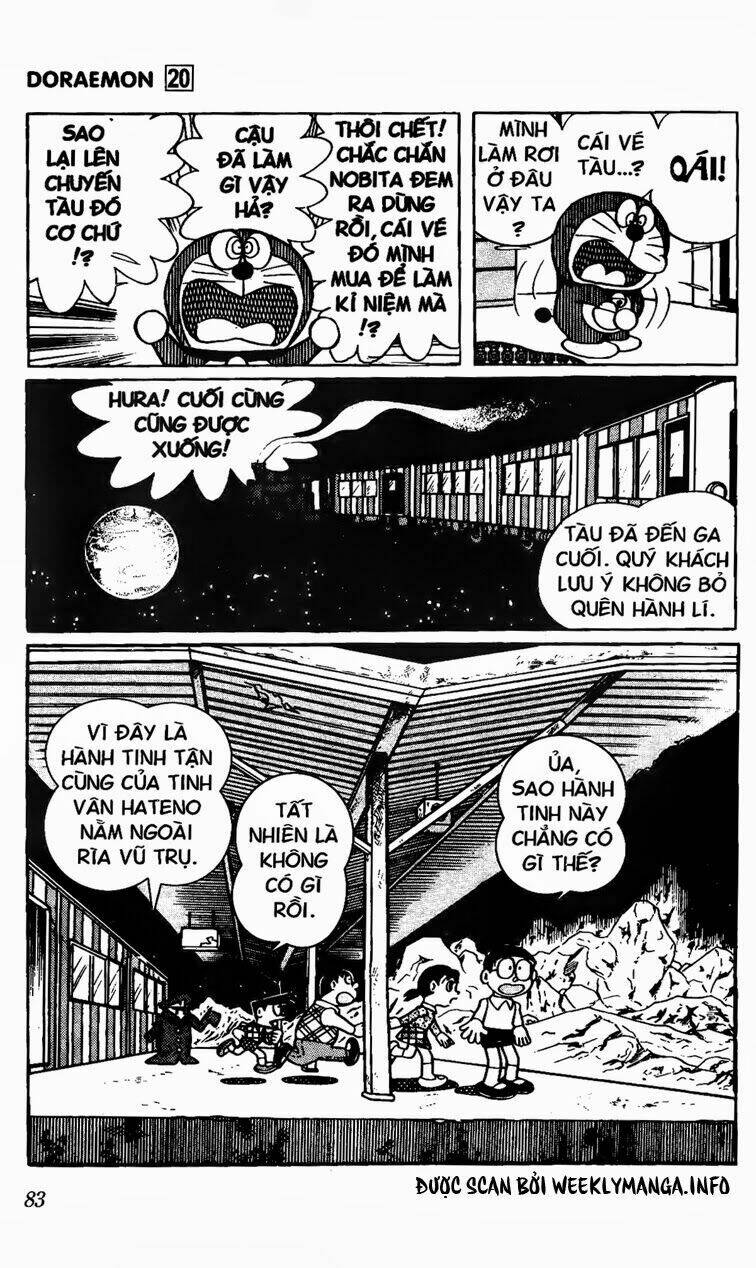 DORAEMON 20
QÁI!
CÁI VÉ
TÀU...?
MÌNH
LÀM RƠI
Ở ĐÂU
VẬY TA
?
THÔI CHẾT!
CHẮC CHẮN
NOBITA ĐEM
RA DÙNG
RỒI, CÁI VÉ
ĐÓ MÌNH
MUA ĐỂ LÀM
KỈ NIỆM MÀ
!?
CẬU
ĐÃ LÀM
GÌ VẬY
HẢ?
SAO
LẠI LÊN
CHUYẾN
TÀU ĐÓ
CƠ CHỨ
!?
TÀU ĐÃ ĐẾN GA
CUỐI. QUÝ KHÁCH
LƯU Ý KHÔNG BỎ
QUÊN HÀNH LÍ.
HURA! CUỐI CÙNG
CŨNG ĐƯỢC
XUỐNG!
ỦA,
SAO HÀNH
TINH NÀY
CHẲNG CÓ
GÌ THẾ?
TẤT
NHIÊN LÀ
KHÔNG
CÓ GÌ
RỒI.
VÌ ĐÂY LÀ
HÀNH TINH TẬN
CÙNG CỦA TINH
VÂN HATENO
NẰM NGOÀI
RÌA VŨ TRỤ.
83
ĐƯỢC SCAN BỞI WEEKLYMANGA.INFO